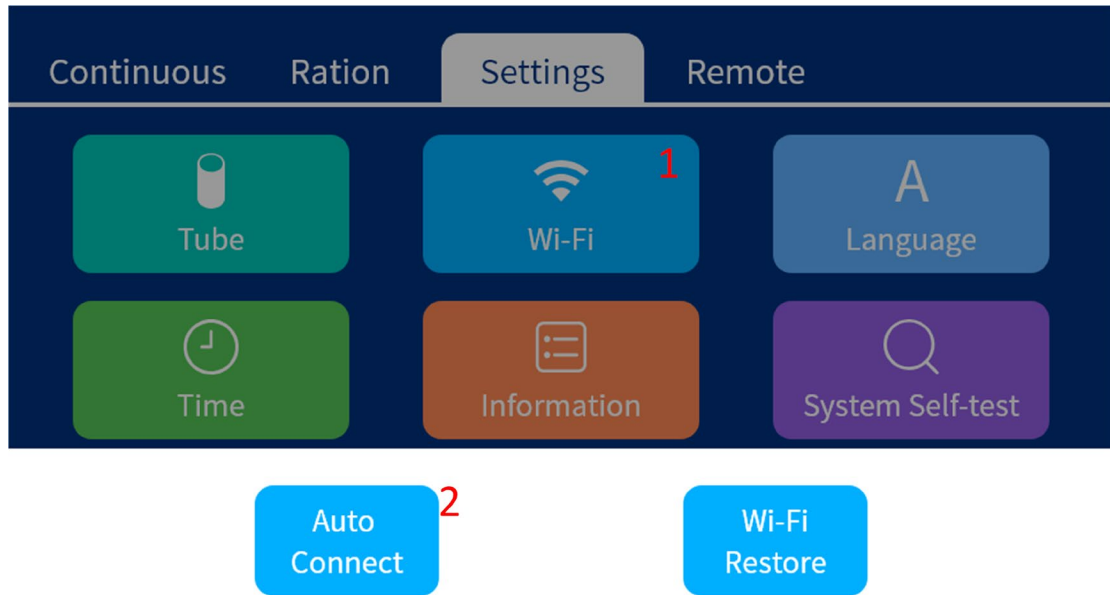 Continuous Ration Settings Remote
1
A
Tube Wi-Fi Language
Time Information System Self-test
2
Auto Wi-Fi
Connect Restore